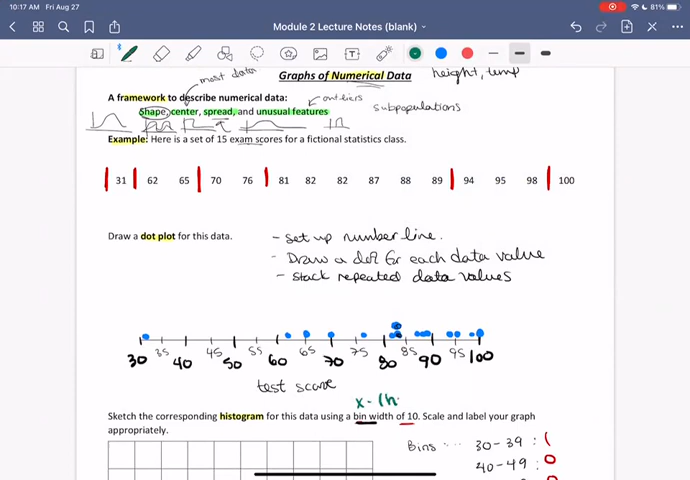 10:17 AM Fri Aug 27
81%
Module 2 Lecture Notes (blank)
Graphs of Numerical Data
height, temp
most data
A framework to describe numerical data:
outliers
Shape, center, spread, and unusual features
subpopulations
Example: Here is a set of 15 exam scores for a fictional statistics class.
31 62 65 70 76 81 82 82 87 88 89 94 95 98 100
Draw a dot plot for this data.
- Set up number line.
- Draw a dot for each data value
- Stack repeated data values
30 35 40 45 50 55 60 65 70 75 80 85 90 95 100
test score
x - (h
Sketch the corresponding histogram for this data using a bin width of 10. Scale and label your graph
appropriately.
Bins 30-39 : 1
40-49 : 0